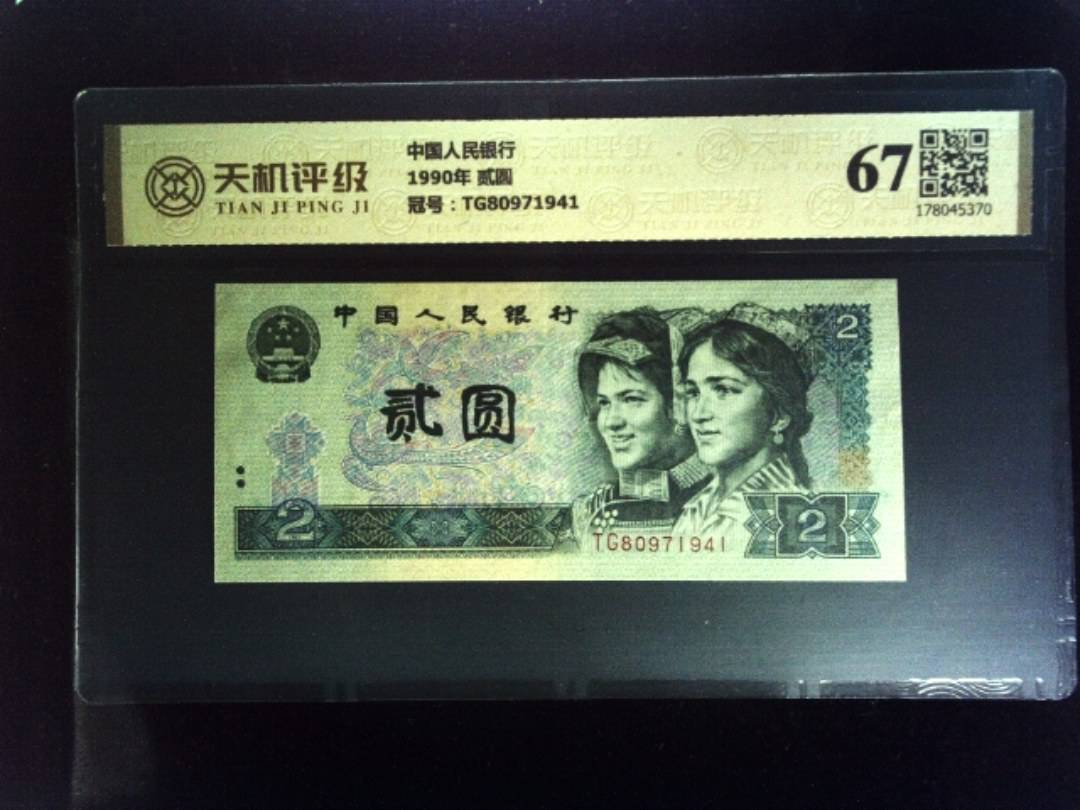 天机评级
TIAN JI PING JI
中国人民银行
1990年 贰圆
冠号：TG80971941
67
178045370
中国人民银行
2
贰圆
2
TG80971941
2